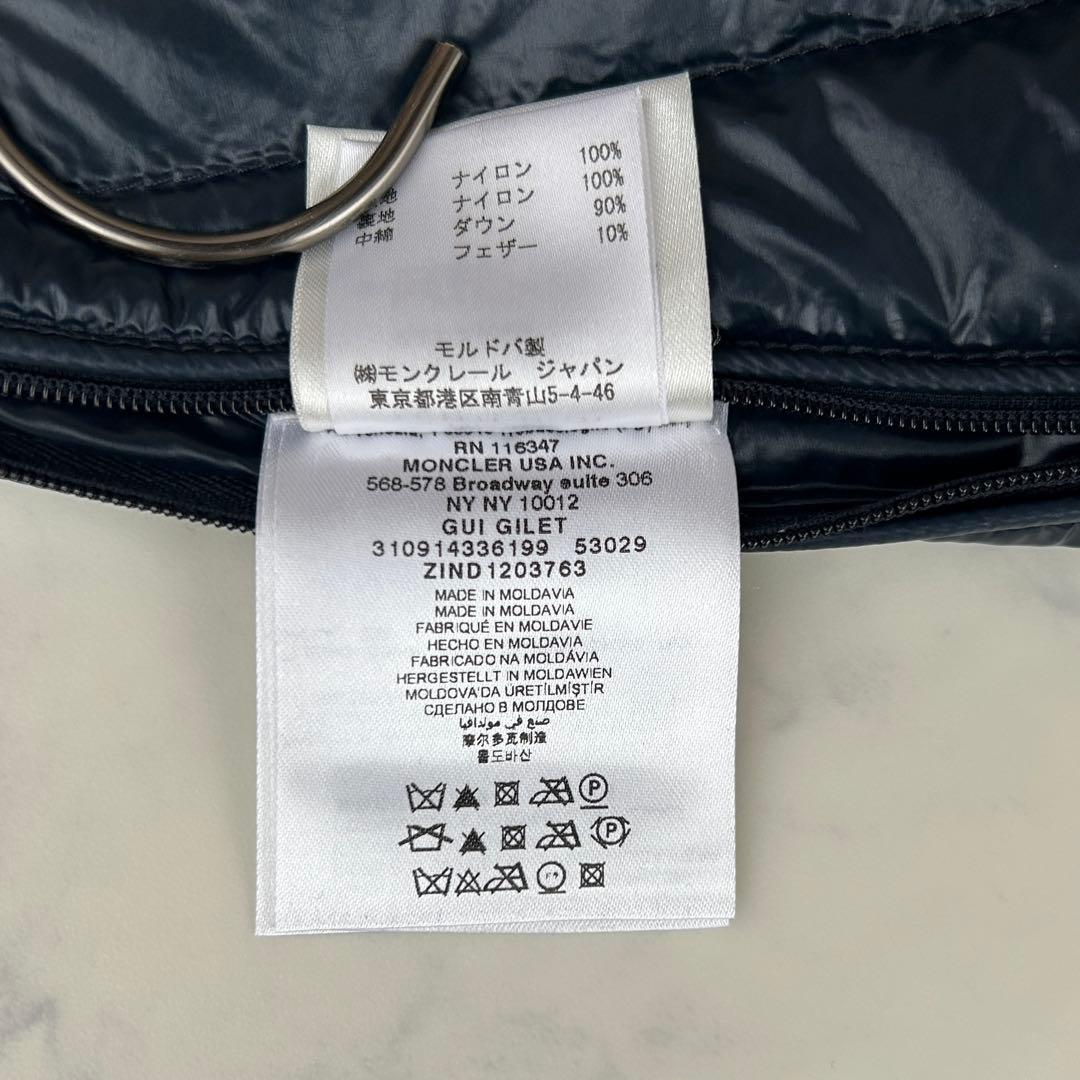 ナイロン 100%
地 ナイロン 100%
裏地 ダウン 90%
中綿 フェザー 10%
モルドバ製
㈱モンクレール ジャパン
東京都港区南青山5-4-46
RN 116347
MONCLER USA INC.
568-578 Broadway suite 306
NY NY 10012
GUI GILET
310914336199 53029
ZIND1203763
MADE IN MOLDAVIA
MADE IN MOLDAVIA
FABRIQUÉ EN MOLDAVIE
HECHO EN MOLDAVIA
FABRICADO NA MOLDÁVIA
HERGESTELLT IN MOLDAWIEN
MOLDOVA'DA ÜRETİLMİŞTİR
СДЕЛАНО В МОЛДОВЕ
صنع في مولدافيا
摩尔多瓦制造
몰도바산
P
P